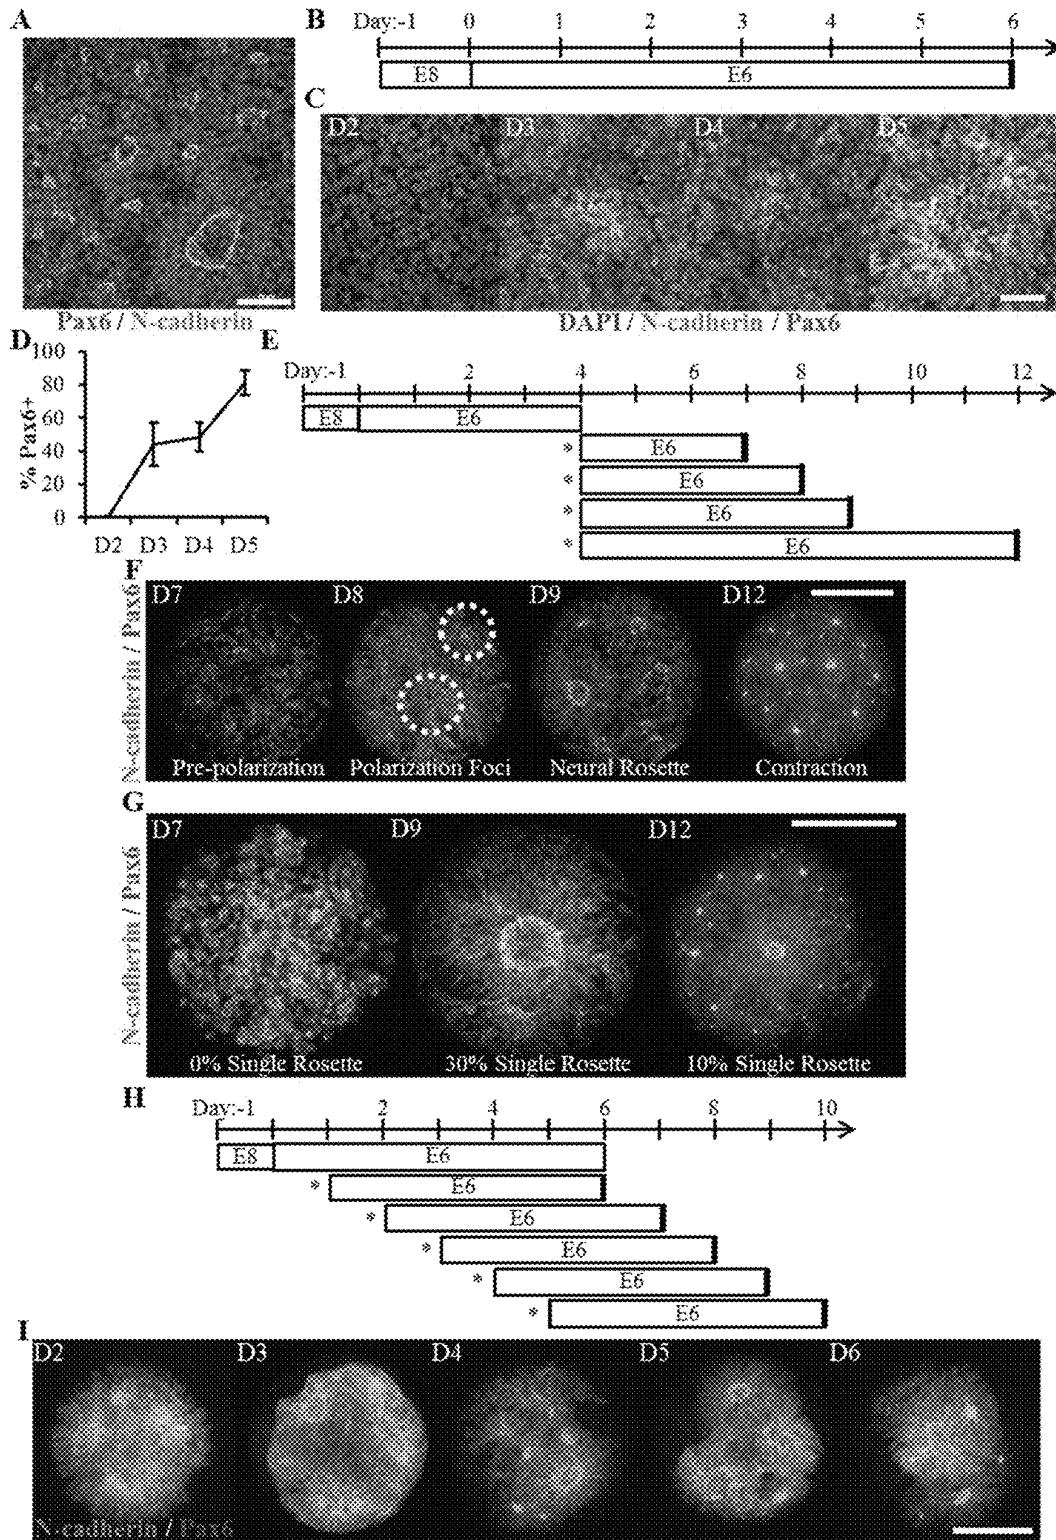 A
Pax6 / N-cadherin
B
Day:-1 0 1 2 3 4 5 6
E8 E6
C
D2 D3 D4 D5
DAPI / N-cadherin / Pax6
D
% Pax6+
100
80
60
40
20
0
D2 D3 D4 D5
E
Day:-1 2 4 6 8 10 12
E8 E6
* E6
* E6
* E6
* E6
F
N-cadherin / Pax6
D7 D8 D9 D12
Pre-polarization Polarization Foci Neural Rosette Contraction
G
N-cadherin / Pax6
D7 D9 D12
0% Single Rosette 30% Single Rosette 10% Single Rosette
H
Day:-1 2 4 6 8 10
E8 E6
* E6
* E6
* E6
* E6
* E6
I
D2 D3 D4 D5 D6
N-cadherin / Pax6